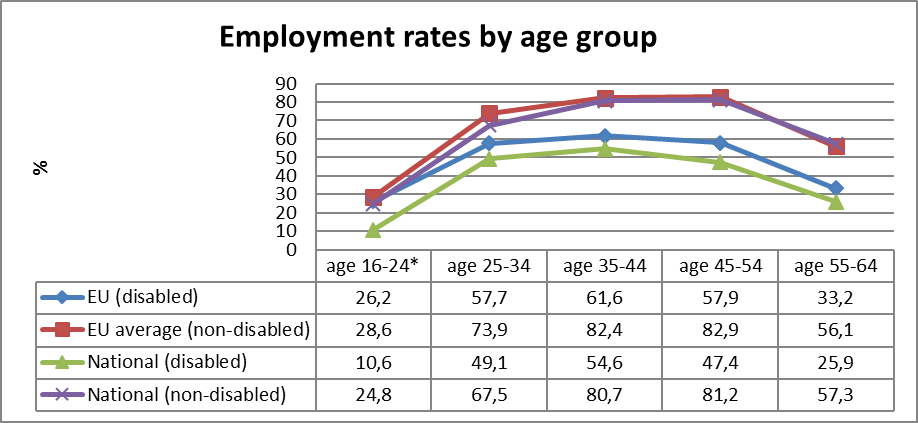 Employment rates by age group
%
90
80
70
60
50
40
30
20
10
0
age 16-24* age 25-34 age 35-44 age 45-54 age 55-64
EU (disabled) 26,2 57,7 61,6 57,9 33,2
EU average (non-disabled) 28,6 73,9 82,4 82,9 56,1
National (disabled) 10,6 49,1 54,6 47,4 25,9
National (non-disabled) 24,8 67,5 80,7 81,2 57,3